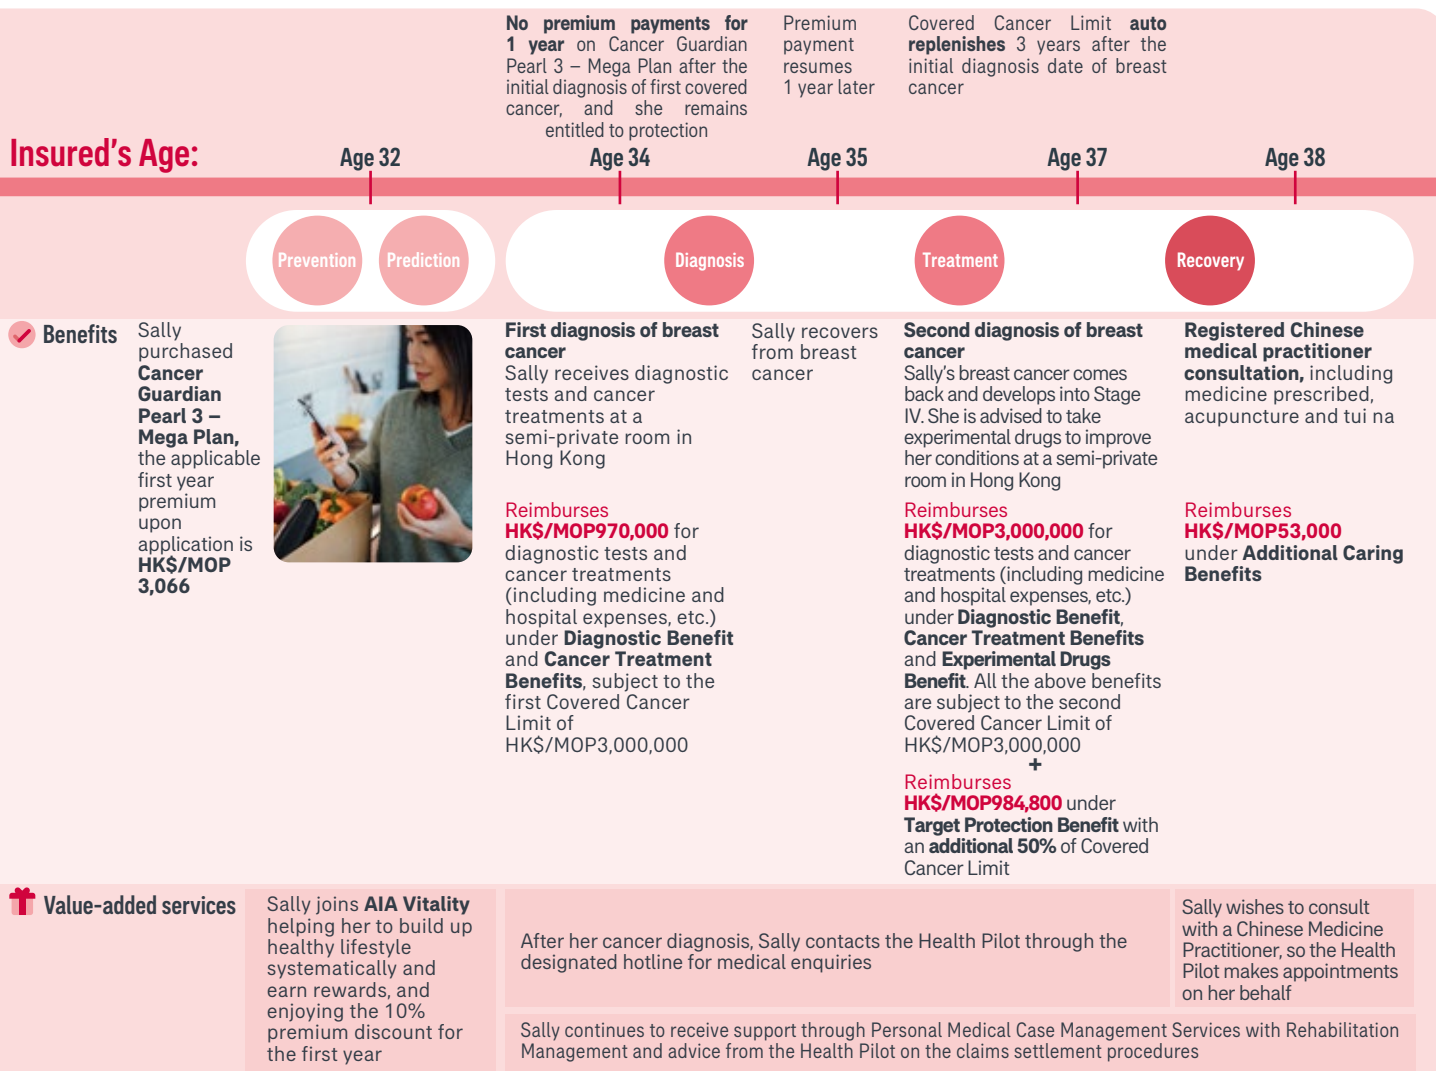 No premium payments for
1 year on Cancer Guardian
Pearl 3 – Mega Plan after the
initial diagnosis of first covered
cancer, and she remains
entitled to protection
Premium
payment
resumes
1 year later
Covered Cancer Limit auto
replenishes 3 years after the
initial diagnosis date of breast
cancer
Insured's Age:
Age 32
Age 34
Age 35
Age 37
Age 38
Prevention
Prediction
Diagnosis
Treatment
Recovery
Benefits
Sally
purchased
Cancer
Guardian
Pearl 3 –
Mega Plan,
the applicable
first year
premium
upon
application is
HK$/MOP
3,066
First diagnosis of breast
cancer
Sally receives diagnostic
tests and cancer
treatments at a
semi-private room in
Hong Kong
Reimburses
HK$/MOP970,000 for
diagnostic tests and
cancer treatments
(including medicine and
hospital expenses, etc.)
under Diagnostic Benefit
and Cancer Treatment
Benefits, subject to the
first Covered Cancer
Limit of
HK$/MOP3,000,000
Sally recovers
from breast
cancer
Second diagnosis of breast
cancer
Sally's breast cancer comes
back and develops into Stage
IV. She is advised to take
experimental drugs to improve
her conditions at a semi-private
room in Hong Kong
Reimburses
HK$/MOP3,000,000 for
diagnostic tests and cancer
treatments (including medicine
and hospital expenses, etc.)
under Diagnostic Benefit,
Cancer Treatment Benefits
and Experimental Drugs
Benefit. All the above benefits
are subject to the second
Covered Cancer Limit of
HK$/MOP3,000,000
+
Reimburses
HK$/MOP984,800 under
Target Protection Benefit with
an additional 50% of Covered
Cancer Limit
Registered Chinese
medical practitioner
consultation, including
medicine prescribed,
acupuncture and tui na
Reimburses
HK$/MOP53,000
under Additional Caring
Benefits
Value-added services
Sally joins AIA Vitality
helping her to build up
healthy lifestyle
systematically and
earn rewards, and
enjoying the 10%
premium discount for
the first year
After her cancer diagnosis, Sally contacts the Health Pilot through the
designated hotline for medical enquiries
Sally wishes to consult
with a Chinese Medicine
Practitioner, so the Health
Pilot makes appointments
on her behalf
Sally continues to receive support through Personal Medical Case Management Services with Rehabilitation
Management and advice from the Health Pilot on the claims settlement procedures